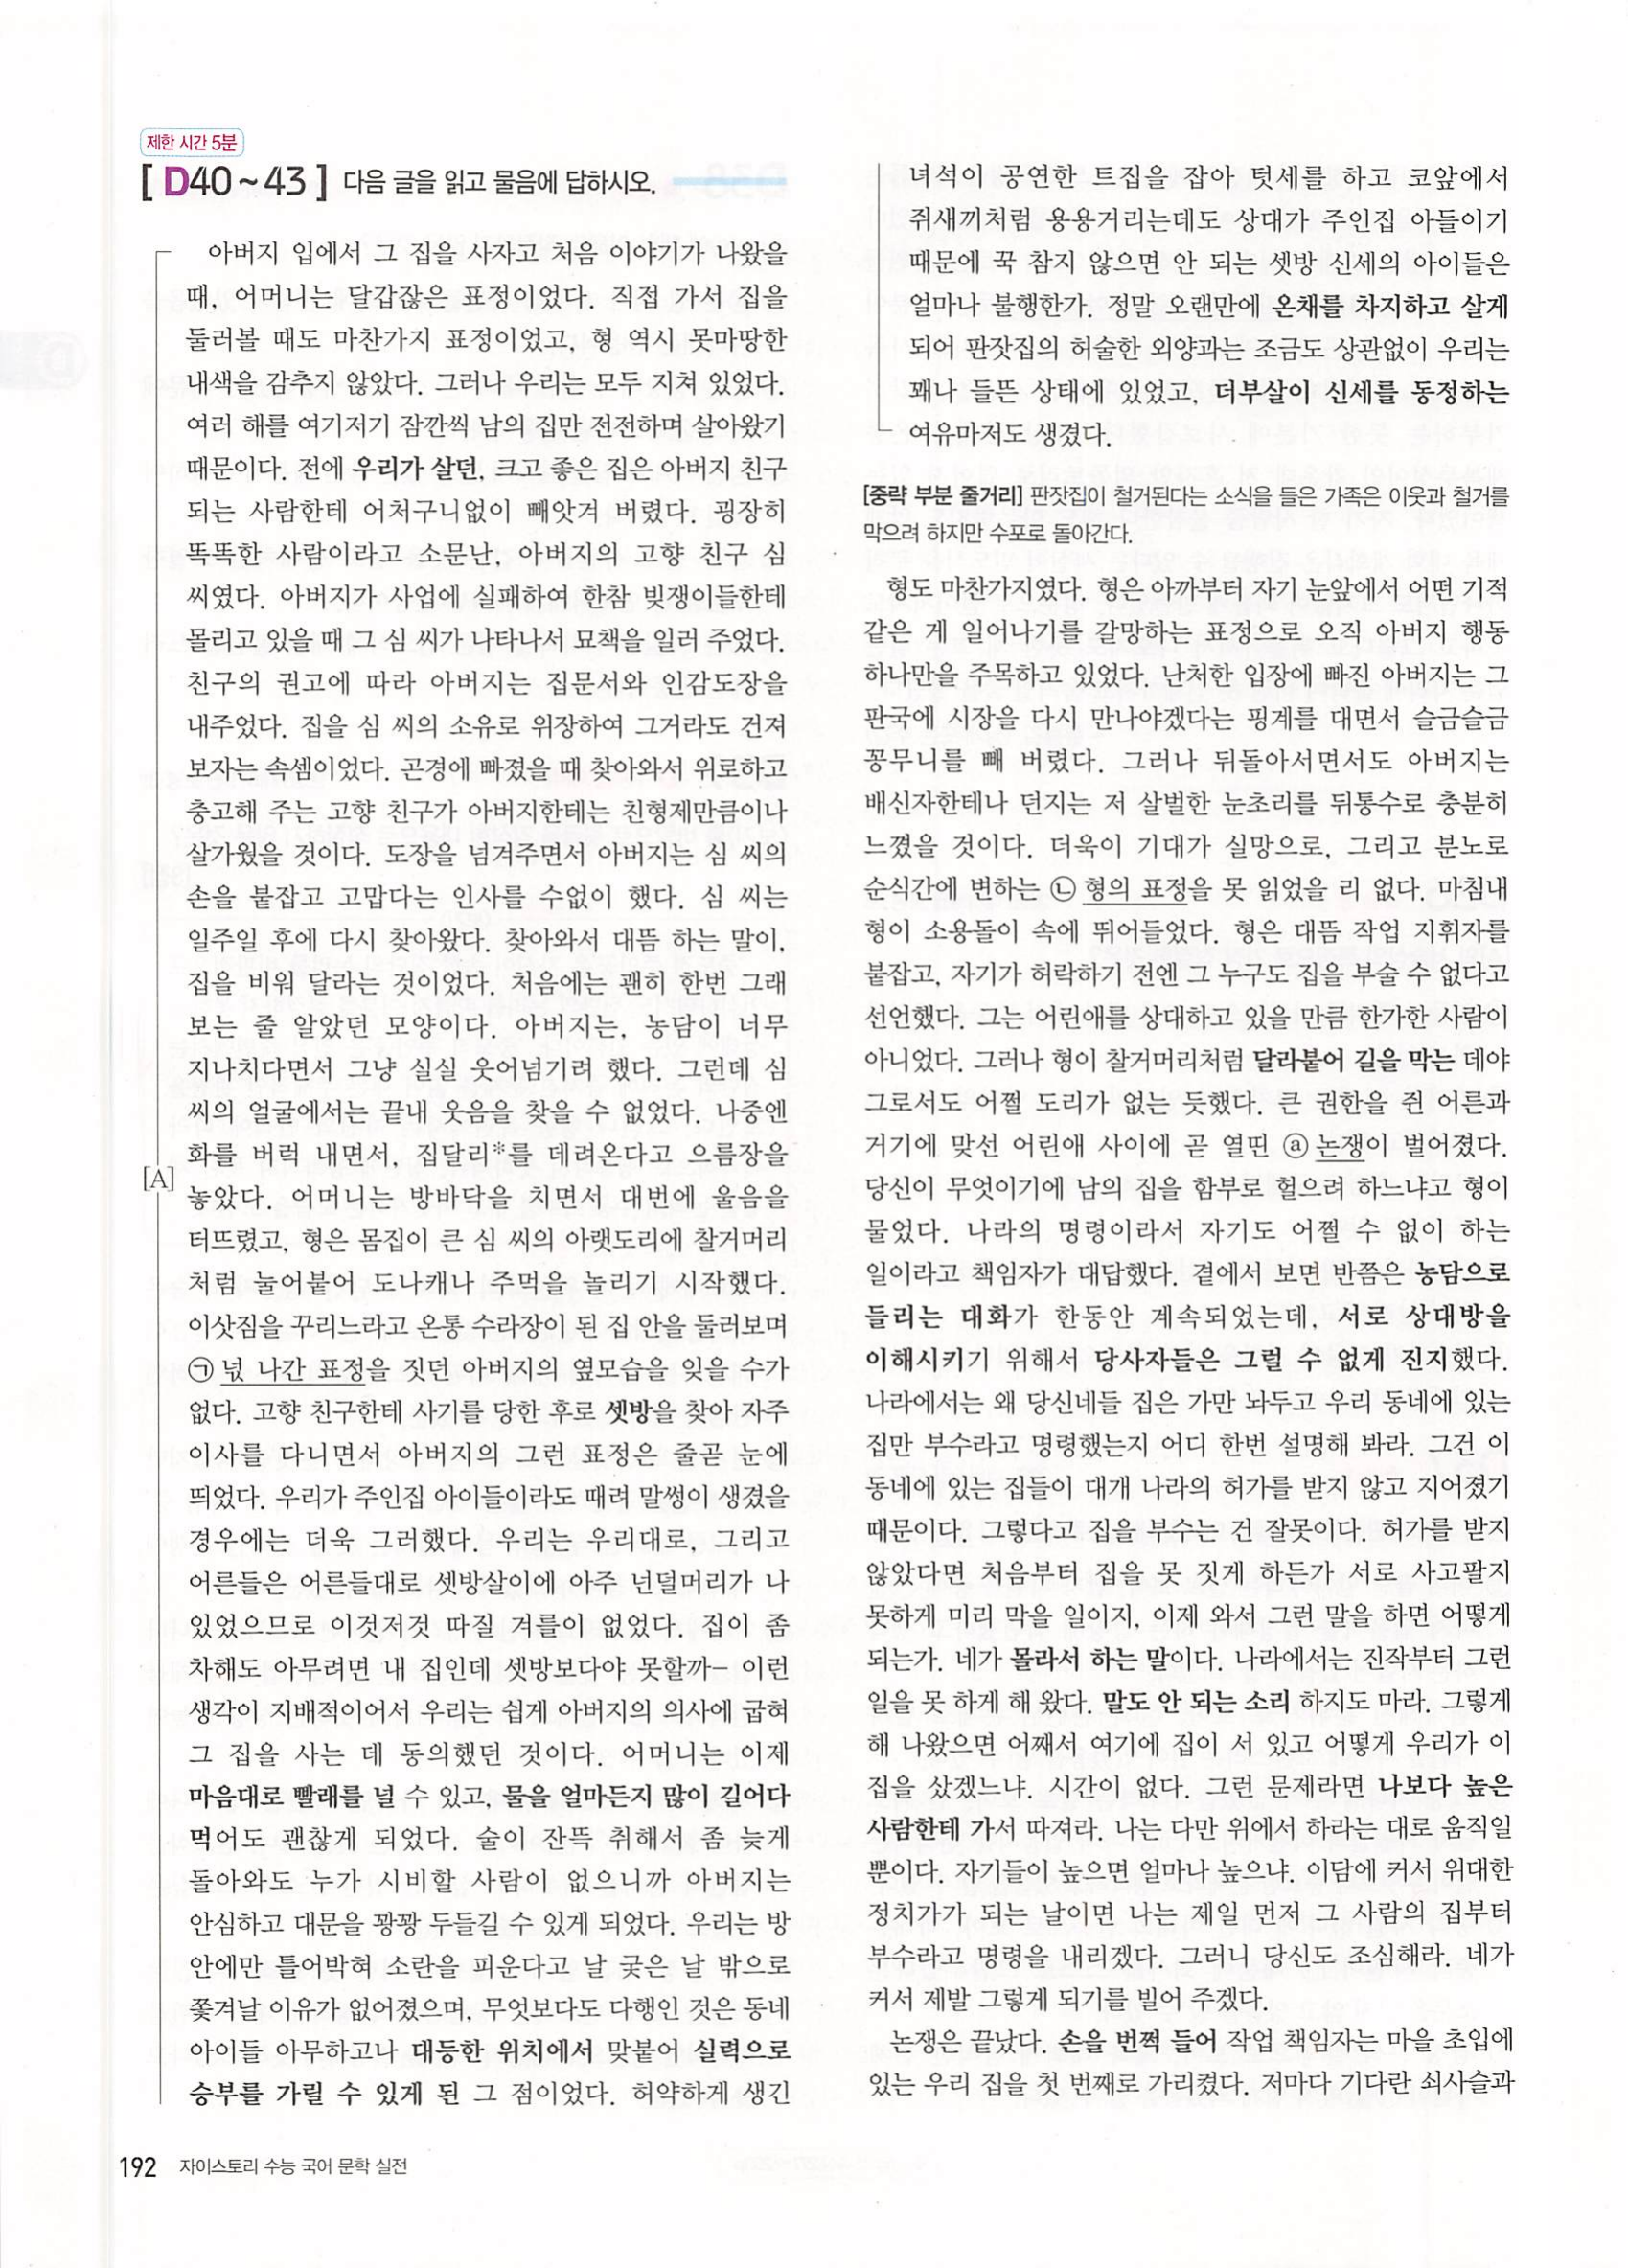 제한 시간 5분
[ D40 ~ 43 ] 다음 글을 읽고 물음에 답하시오.
아버지 입에서 그 집을 사자고 처음 이야기가 나왔을
때, 어머니는 달갑잖은 표정이었다. 직접 가서 집을
둘러볼 때도 마찬가지 표정이었고, 형 역시 못마땅한
내색을 감추지 않았다. 그러나 우리는 모두 지쳐 있었다.
여러 해를 여기저기 잠깐씩 남의 집만 전전하며 살아왔기
때문이다. 전에 우리가 살던, 크고 좋은 집은 아버지 친구
되는 사람한테 어처구니없이 빼앗겨 버렸다. 굉장히
똑똑한 사람이라고 소문난, 아버지의 고향 친구 심
씨였다. 아버지가 사업에 실패하여 한참 빚쟁이들한테
몰리고 있을 때 그 심 씨가 나타나서 묘책을 일러 주었다.
친구의 권고에 따라 아버지는 집문서와 인감도장을
내주었다. 집을 심 씨의 소유로 위장하여 그거라도 건져
보자는 속셈이었다. 곤경에 빠졌을 때 찾아와서 위로하고
충고해 주는 고향 친구가 아버지한테는 친형제만큼이나
살가웠을 것이다. 도장을 넘겨주면서 아버지는 심 씨의
손을 붙잡고 고맙다는 인사를 수없이 했다. 심 씨는
일주일 후에 다시 찾아왔다. 찾아와서 대뜸 하는 말이,
집을 비워 달라는 것이었다. 처음에는 괜히 한번 그래
보는 줄 알았던 모양이다. 아버지는, 농담이 너무
지나치다면서 그냥 실실 웃어넘기려 했다. 그런데 심
씨의 얼굴에서는 끝내 웃음을 찾을 수 없었다. 나중엔
화를 버럭 내면서, 집달리*를 데려온다고 으름장을
[A]
놓았다. 어머니는 방바닥을 치면서 대번에 울음을
터뜨렸고, 형은 몸집이 큰 심 씨의 아랫도리에 찰거머리
처럼 눌어붙어 도나캐나 주먹을 놀리기 시작했다.
이삿짐을 꾸리느라고 온통 수라장이 된 집 안을 둘러보며
㉠ 넋 나간 표정을 짓던 아버지의 옆모습을 잊을 수가
없다. 고향 친구한테 사기를 당한 후로 셋방을 찾아 자주
이사를 다니면서 아버지의 그런 표정은 줄곧 눈에
띄었다. 우리가 주인집 아이들이라도 때려 말썽이 생겼을
경우에는 더욱 그러했다. 우리는 우리대로, 그리고
어른들은 어른들대로 셋방살이에 아주 넌덜머리가 나
있었으므로 이것저것 따질 겨를이 없었다. 집이 좀
차해도 아무려면 내 집인데 셋방보다야 못할까- 이런
생각이 지배적이어서 우리는 쉽게 아버지의 의사에 굽혀
그 집을 사는 데 동의했던 것이다. 어머니는 이제
마음대로 빨래를 널 수 있고, 물을 얼마든지 많이 길어다
먹어도 괜찮게 되었다. 술이 잔뜩 취해서 좀 늦게
돌아와도 누가 시비할 사람이 없으니까 아버지는
안심하고 대문을 꽝꽝 두들길 수 있게 되었다. 우리는 방
안에만 틀어박혀 소란을 피운다고 날 궂은 날 밖으로
쫓겨날 이유가 없어졌으며, 무엇보다도 다행인 것은 동네
아이들 아무하고나 대등한 위치에서 맞붙어 실력으로
승부를 가릴 수 있게 된 그 점이었다. 허약하게 생긴
녀석이 공연한 트집을 잡아 텃세를 하고 코앞에서
쥐새끼처럼 용용거리는데도 상대가 주인집 아들이기
때문에 꾹 참지 않으면 안 되는 셋방 신세의 아이들은
얼마나 불행한가. 정말 오랜만에 온채를 차지하고 살게
되어 판잣집의 허술한 외양과는 조금도 상관없이 우리는
꽤나 들뜬 상태에 있었고, 더부살이 신세를 동정하는
여유마저도 생겼다.
[중략 부분 줄거리] 판잣집이 철거된다는 소식을 들은 가족은 이웃과 철거를
막으려 하지만 수포로 돌아간다.
형도 마찬가지였다. 형은 아까부터 자기 눈앞에서 어떤 기적
같은 게 일어나기를 갈망하는 표정으로 오직 아버지 행동
하나만을 주목하고 있었다. 난처한 입장에 빠진 아버지는 그
판국에 시장을 다시 만나야겠다는 핑계를 대면서 슬금슬금
꽁무니를 빼 버렸다. 그러나 뒤돌아서면서도 아버지는
배신자한테나 던지는 저 살벌한 눈초리를 뒤통수로 충분히
느꼈을 것이다. 더욱이 기대가 실망으로, 그리고 분노로
순식간에 변하는 ㉡ 형의 표정을 못 읽었을 리 없다. 마침내
형이 소용돌이 속에 뛰어들었다. 형은 대뜸 작업 지휘자를
붙잡고, 자기가 허락하기 전엔 그 누구도 집을 부술 수 없다고
선언했다. 그는 어린애를 상대하고 있을 만큼 한가한 사람이
아니었다. 그러나 형이 찰거머리처럼 달라붙어 길을 막는 데야
그로서도 어쩔 도리가 없는 듯했다. 큰 권한을 쥔 어른과
거기에 맞선 어린애 사이에 곧 열띤 ⓐ 논쟁이 벌어졌다.
당신이 무엇이기에 남의 집을 함부로 헐으려 하느냐고 형이
물었다. 나라의 명령이라서 자기도 어쩔 수 없이 하는
일이라고 책임자가 대답했다. 곁에서 보면 반쯤은 농담으로
들리는 대화가 한동안 계속되었는데, 서로 상대방을
이해시키기 위해서 당사자들은 그럴 수 없게 진지했다.
나라에서는 왜 당신네들 집은 가만 놔두고 우리 동네에 있는
집만 부수라고 명령했는지 어디 한번 설명해 봐라. 그건 이
동네에 있는 집들이 대개 나라의 허가를 받지 않고 지어졌기
때문이다. 그렇다고 집을 부수는 건 잘못이다. 허가를 받지
않았다면 처음부터 집을 못 짓게 하든가 서로 사고팔지
못하게 미리 막을 일이지, 이제 와서 그런 말을 하면 어떻게
되는가. 네가 몰라서 하는 말이다. 나라에서는 진작부터 그런
일을 못 하게 해 왔다. 말도 안 되는 소리 하지도 마라. 그렇게
해 나왔으면 어째서 여기에 집이 서 있고 어떻게 우리가 이
집을 샀겠느냐. 시간이 없다. 그런 문제라면 나보다 높은
사람한테 가서 따져라. 나는 다만 위에서 하라는 대로 움직일
뿐이다. 자기들이 높으면 얼마나 높으냐. 이담에 커서 위대한
정치가가 되는 날이면 나는 제일 먼저 그 사람의 집부터
부수라고 명령을 내리겠다. 그러니 당신도 조심해라. 네가
커서 제발 그렇게 되기를 빌어 주겠다.
논쟁은 끝났다. 손을 번쩍 들어 작업 책임자는 마을 초입에
있는 우리 집을 첫 번째로 가리켰다. 저마다 기다란 쇠사슬과
192 자이스토리 수능 국어 문학 실전